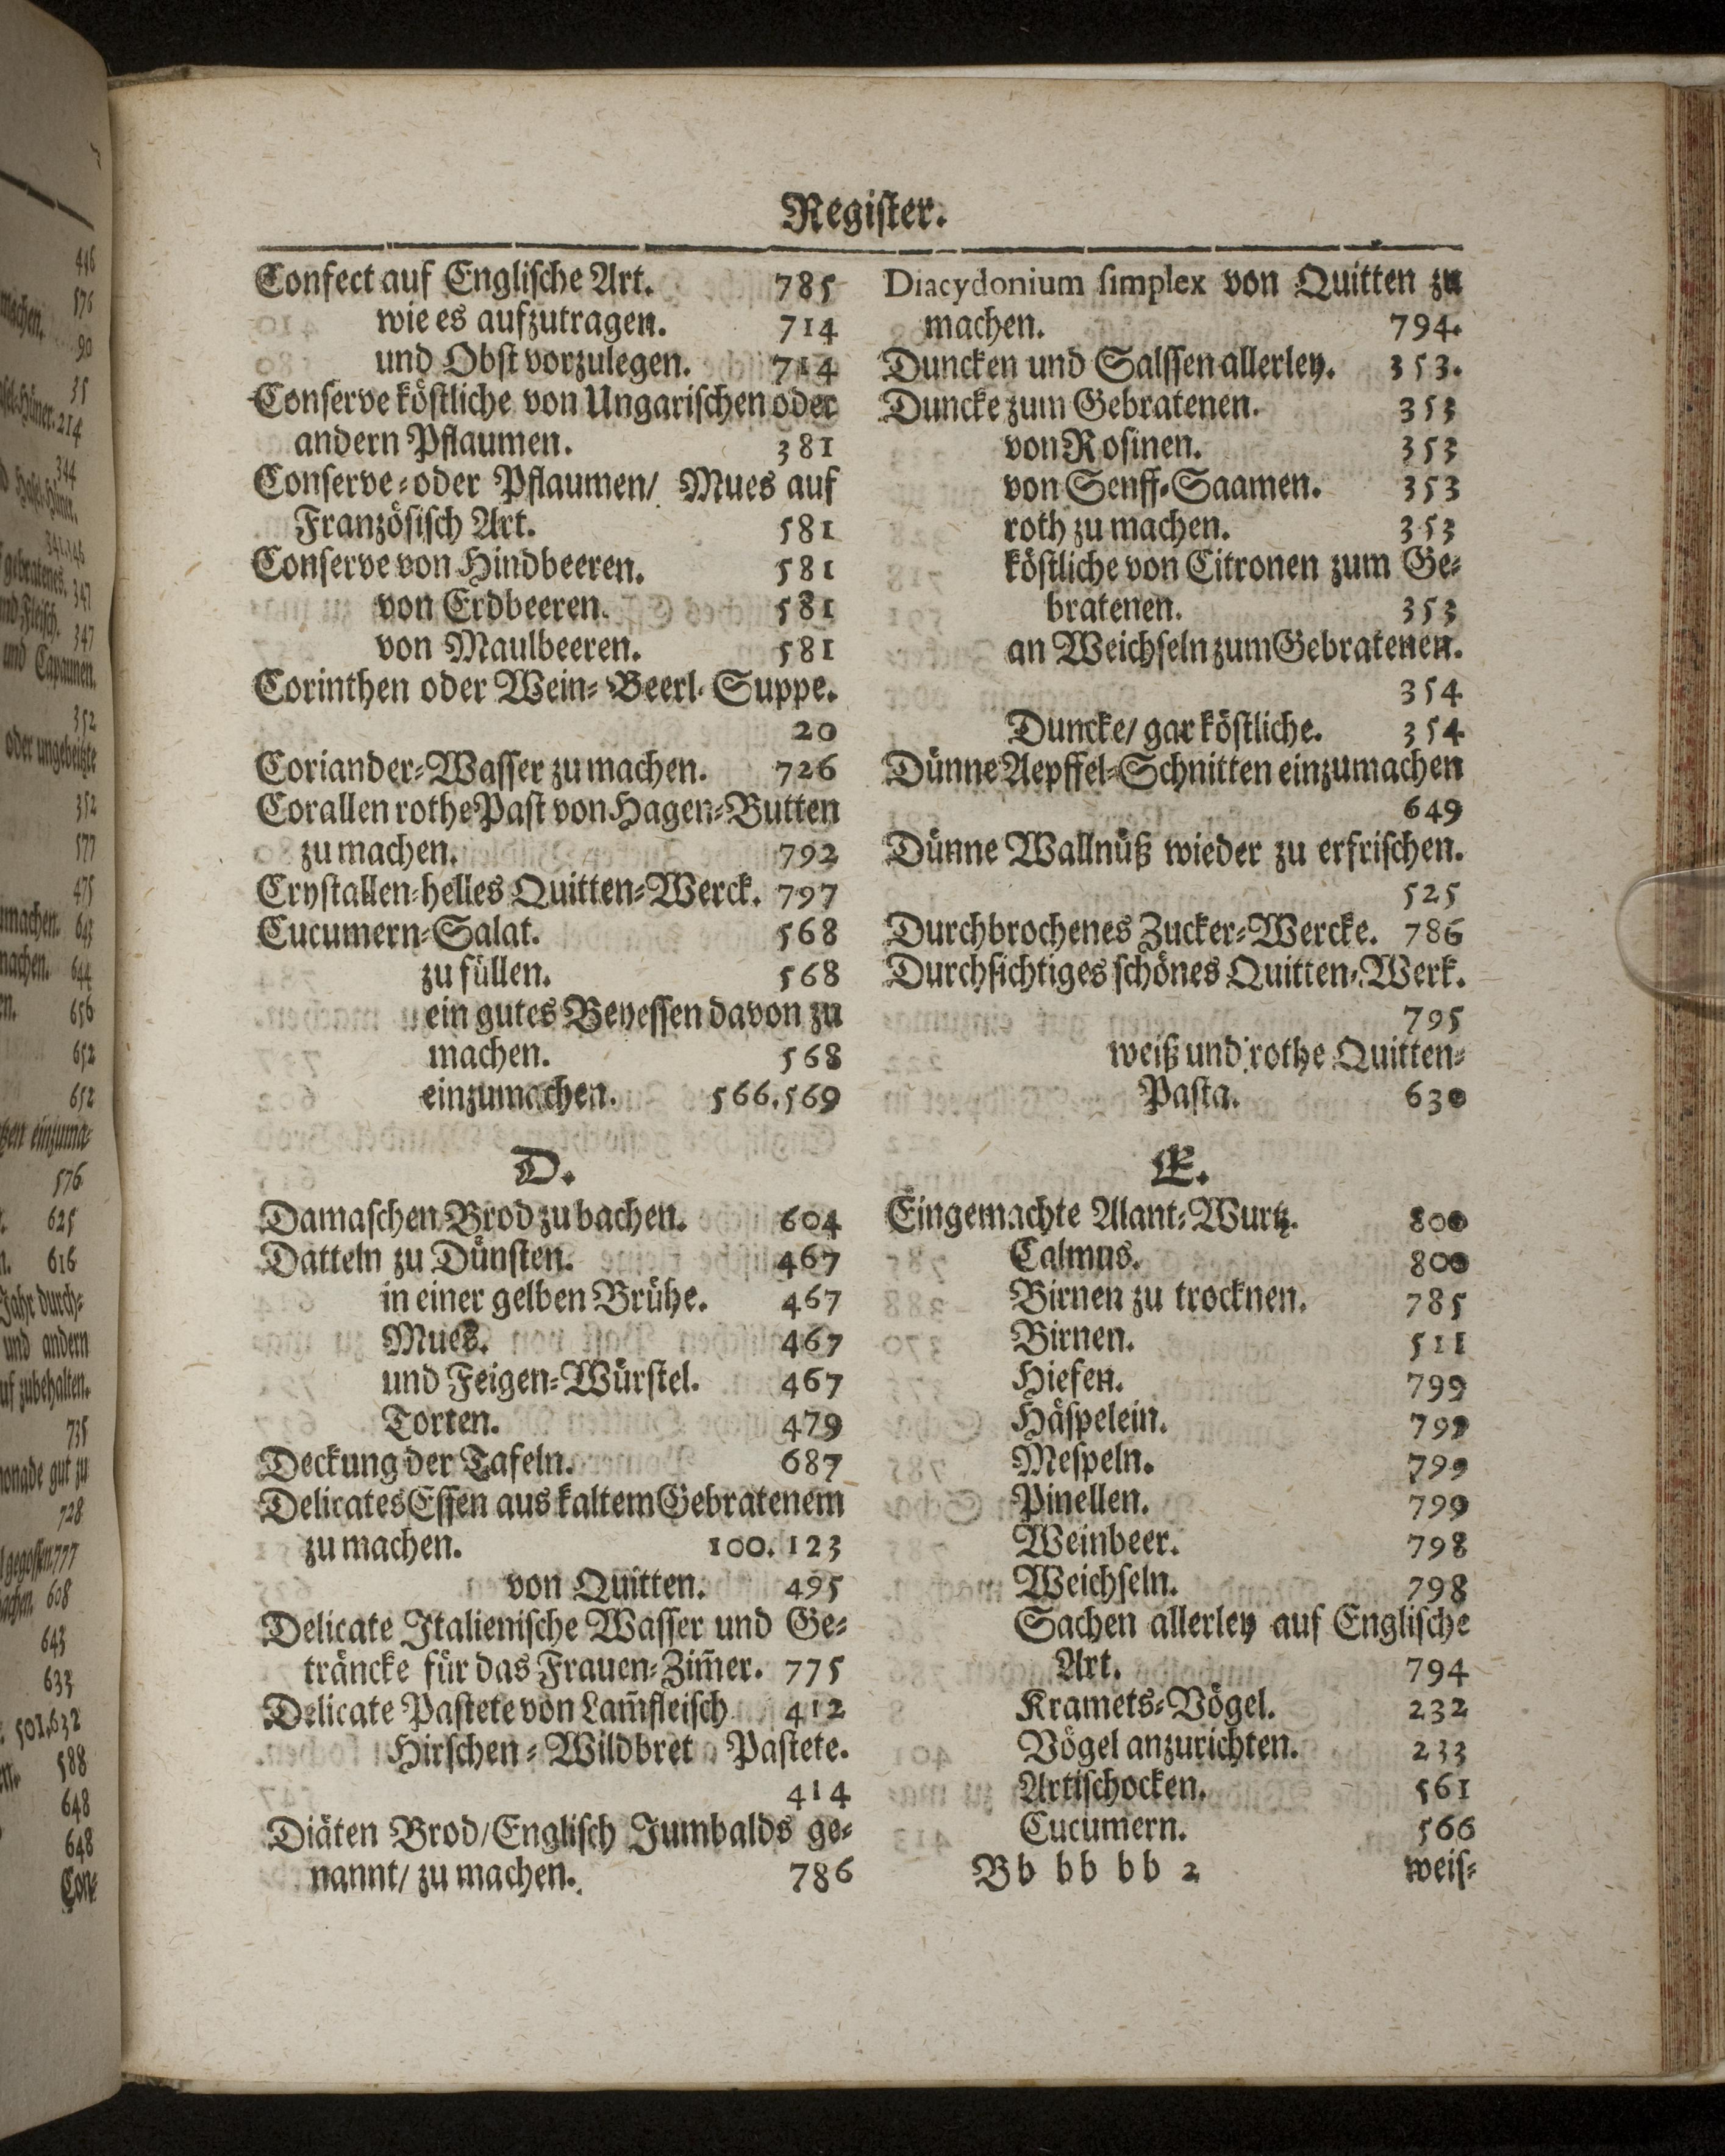 Register.
Confect auf Englische Art. 785
wie es aufzutragen. 714
und Obst vorzulegen. 714
Conserve köstliche von Ungarischen oder
andern Pflaumen. 381
Conserve-oder Pflaumen/ Mues auf
Französisch Art. 581
Conserve von Hindbeeren. 581
von Erdbeeren. 581
von Maulbeeren. 581
Corinthen oder Wein-Beerl-Suppe.
20
Coriander-Wasser zu machen. 726
Corallen rothe Past von Hagen-Butten
zu machen. 792
Crystallen-helles Quitten-Werck. 797
Cucumern-Salat. 568
zu füllen. 568
ein gutes Beyessen davon zu
machen. 568
einzumachen. 566.569
D.
Damaschen Brod zu bachen. 604
Datteln zu Dünsten. 467
in einer gelben Brühe. 467
Mues. 467
und Feigen-Würstel. 467
Torten. 479
Deckung der Tafeln. 687
Delicates Essen aus kaltem Gebratenem
zu machen. 100. 123
von Quitten. 495
Delicate Italienische Wasser und Ge-
träncke für das Frauen-Zim̃er. 775
Delicate Pastete von Lam̃fleisch 412
Hirschen-Wildbret Pastete.
414
Diäten Brod/Englisch Jumbalds ge-
nannt/ zu machen. 786
Diacydonium simplex von Quitten zu
machen. 794.
Duncken und Salssen allerley. 353.
Duncke zum Gebratenen. 353
von Rosinen. 353
von Senff-Saamen. 353
roth zu machen. 353
köstliche von Citronen zum Ge-
bratenen. 353
an Weichseln zum Gebratenen.
354
Duncke/ gar köstliche. 354
Dünne Aepffel-Schnitten einzumachen
649
Dünne Wallnüß wieder zu erfrischen.
525
Durchbrochenes Zucker-Wercke. 786
Durchsichtiges schönes Quitten-Werk.
795
weiß und rothe Quitten-
Pasta. 630
E.
Eingemachte Alant-Wurtz. 800
Calmus. 800
Birnen zu trocknen. 785
Birnen. 511
Hiefen. 799
Häspelein. 799
Mespeln. 799
Pinellen. 799
Weinbeer. 798
Weichseln. 798
Sachen allerley auf Englische
Art. 794
Kramets-Vögel. 232
Vögel anzurichten. 233
Artischocken. 561
Cucumern. 566
Bb bb bb 2 weis-